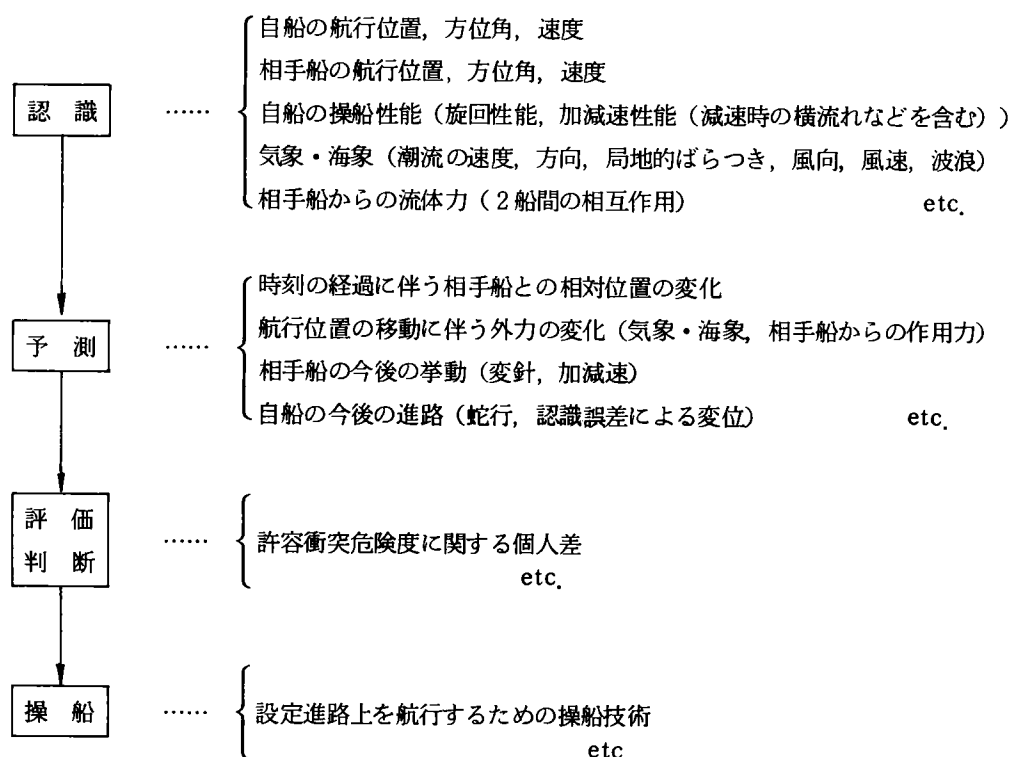 自船の航行位置，方位角，速度
相手船の航行位置，方位角，速度
認 識 …… 自船の操船性能（旋回性能，加減速性能（減速時の横流れなどを含む））
気象・海象（潮流の速度，方向，局地的ばらつき，風向，風速，波浪）
相手船からの流体力（2船間の相互作用） etc.
時刻の経過に伴う相手船との相対位置の変化
予 測 …… 航行位置の移動に伴う外力の変化（気象・海象，相手船からの作用力）
相手船の今後の挙動（変針，加減速）
自船の今後の進路（蛇行，認識誤差による変位） etc.
評 価
判 断 …… 許容衝突危険度に関する個人差
etc.
操 船 …… 設定進路上を航行するための操船技術
etc